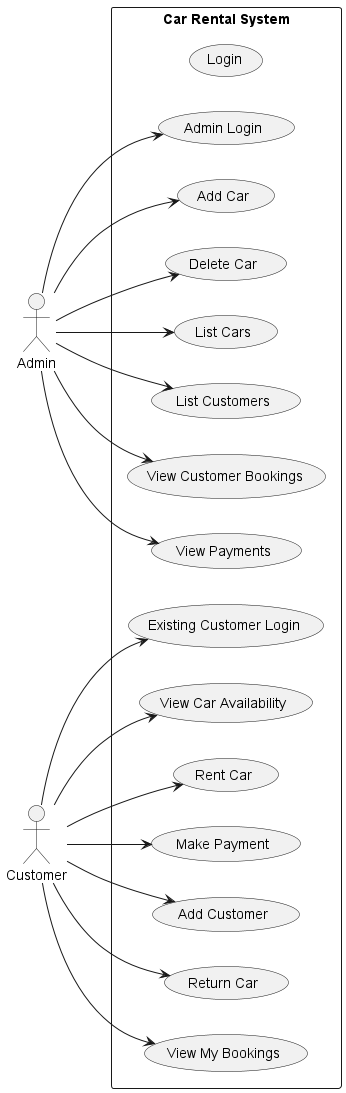 Car Rental System
Login
Admin Login
Add Car
Delete Car
List Cars
Admin
List Customers
View Customer Bookings
View Payments
Existing Customer Login
View Car Availability
Rent Car
Make Payment
Customer
Add Customer
Return Car
View My Bookings